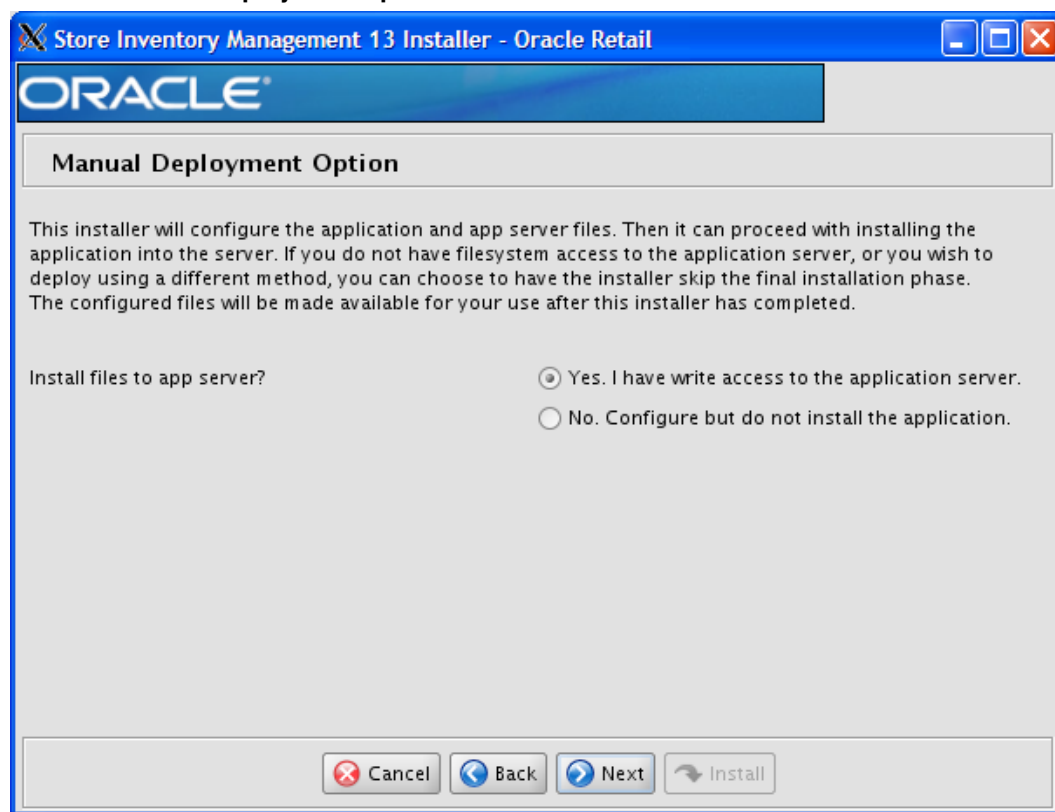 Store Inventory Management 13 Installer - Oracle Retail
ORACLE®
Manual Deployment Option
This installer will configure the application and app server files. Then it can proceed with installing the
application into the server. If you do not have filesystem access to the application server, or you wish to
deploy using a different method, you can choose to have the installer skip the final installation phase.
The configured files will be made available for your use after this installer has completed.
Install files to app server?
Yes. I have write access to the application server.
No. Configure but do not install the application.
Cancel Back Next Install